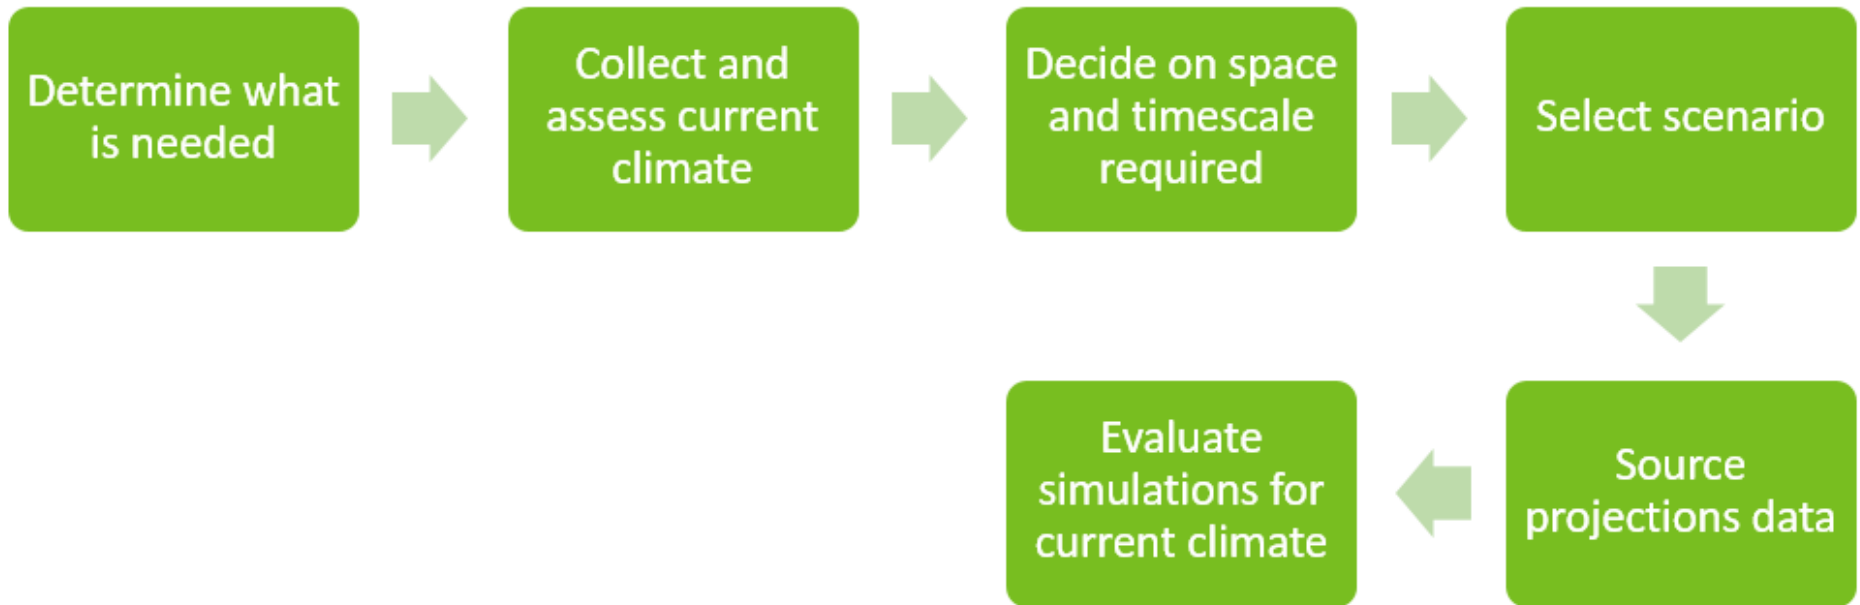 Determine what
is needed
Collect and
assess current
climate
Decide on space
and timescale
required
Select scenario
Source
projections data
Evaluate
simulations for
current climate